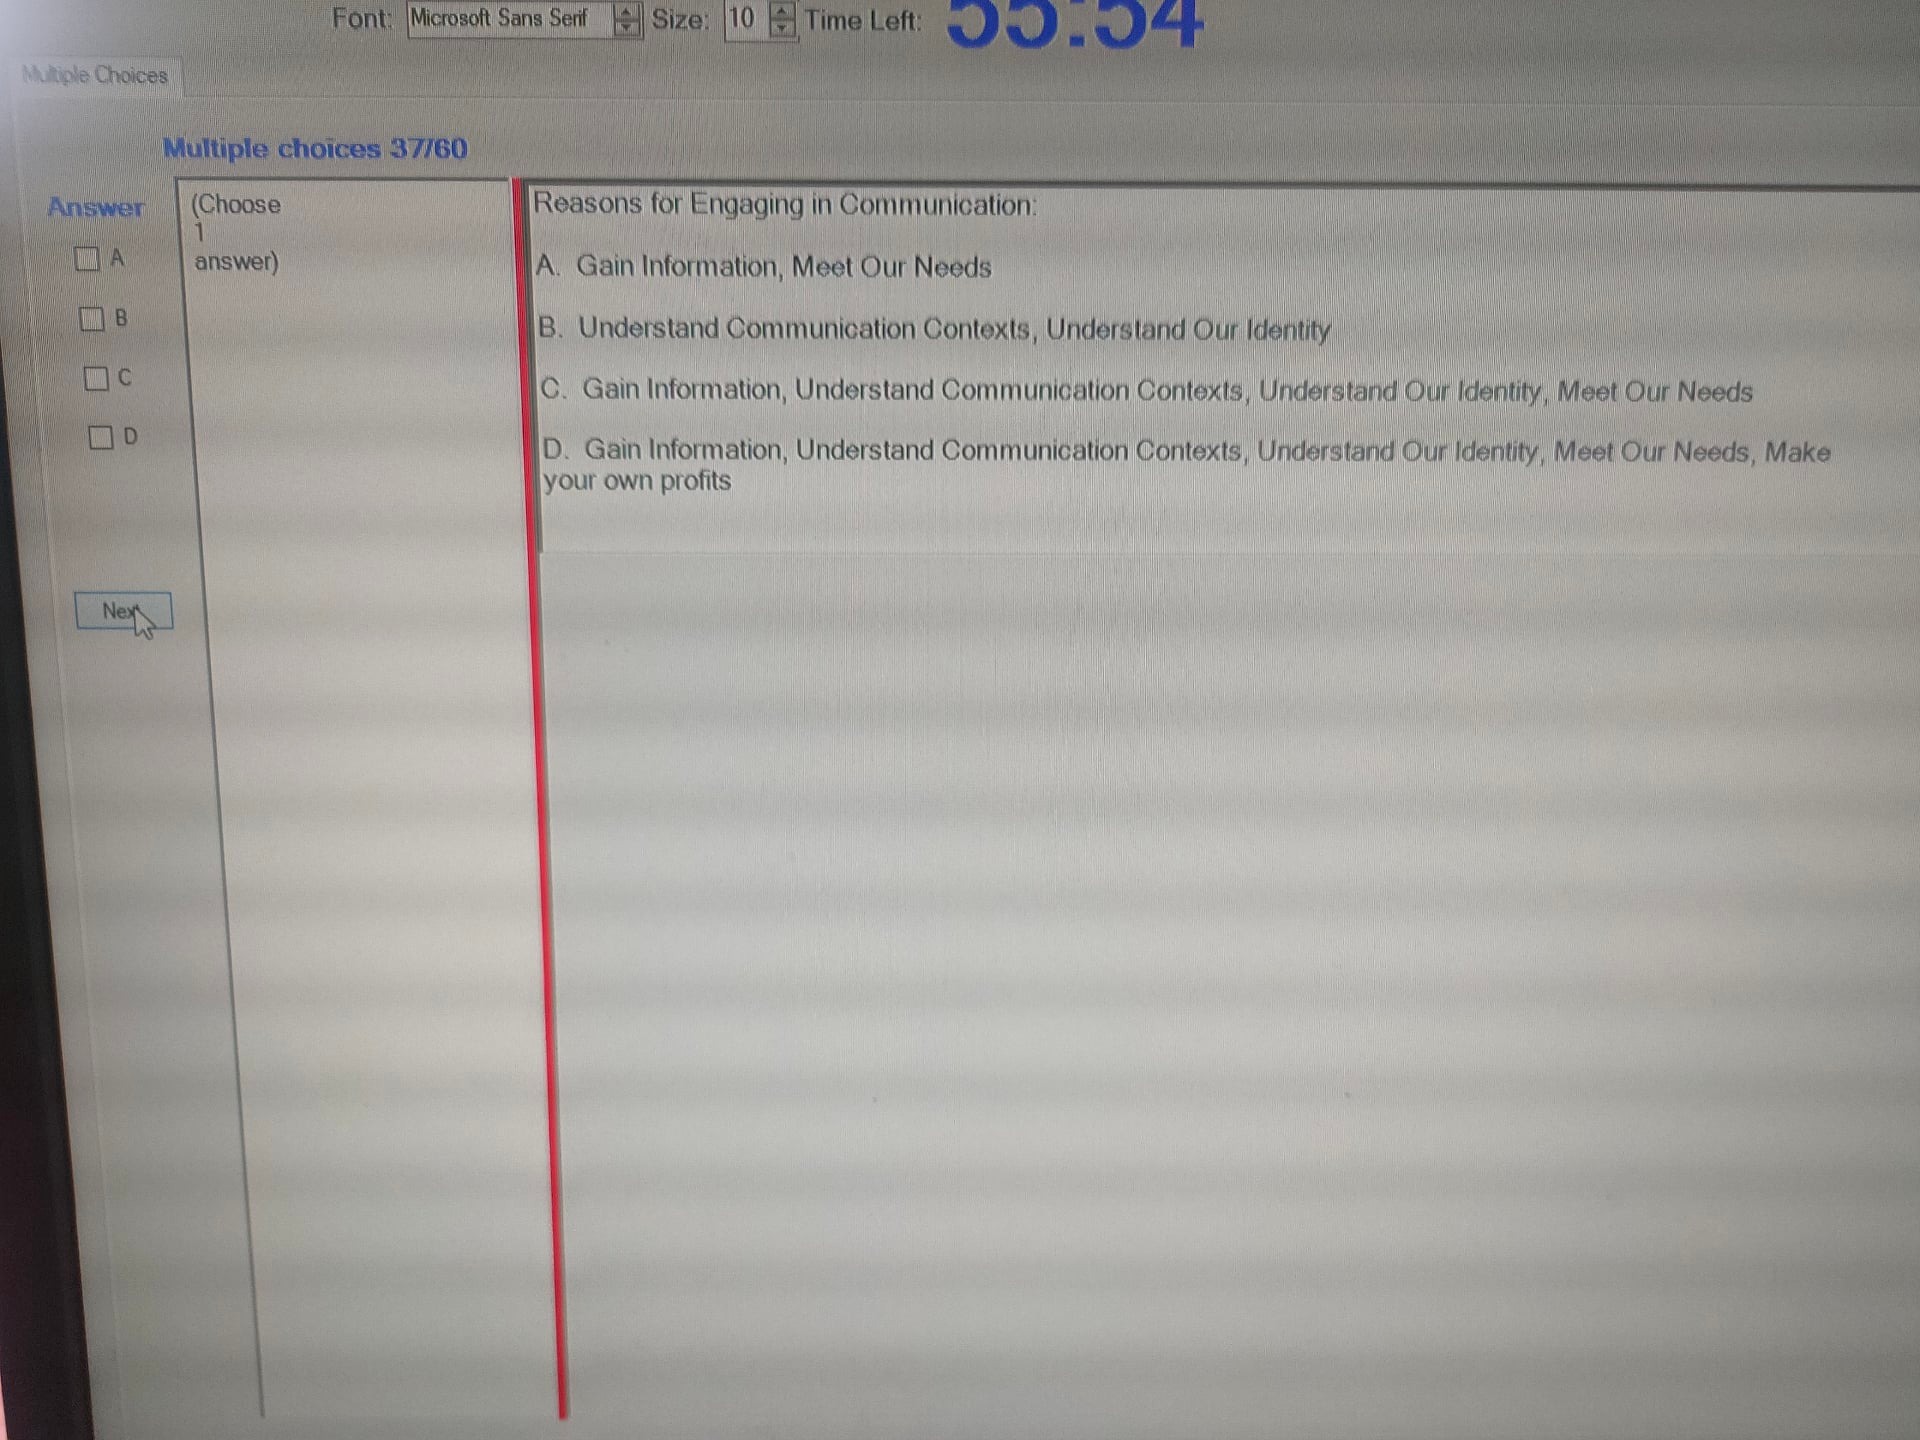 Font: Microsoft Sans Serif Size: 10 Time Left: 55:54
Multiple Choices
Multiple choices 37/60
Answer
A
B
C
D
Next
(Choose
1
answer)
Reasons for Engaging in Communication:
A. Gain Information, Meet Our Needs
B. Understand Communication Contexts, Understand Our Identity
C. Gain Information, Understand Communication Contexts, Understand Our Identity, Meet Our Needs
D. Gain Information, Understand Communication Contexts, Understand Our Identity, Meet Our Needs, Make
your own profits